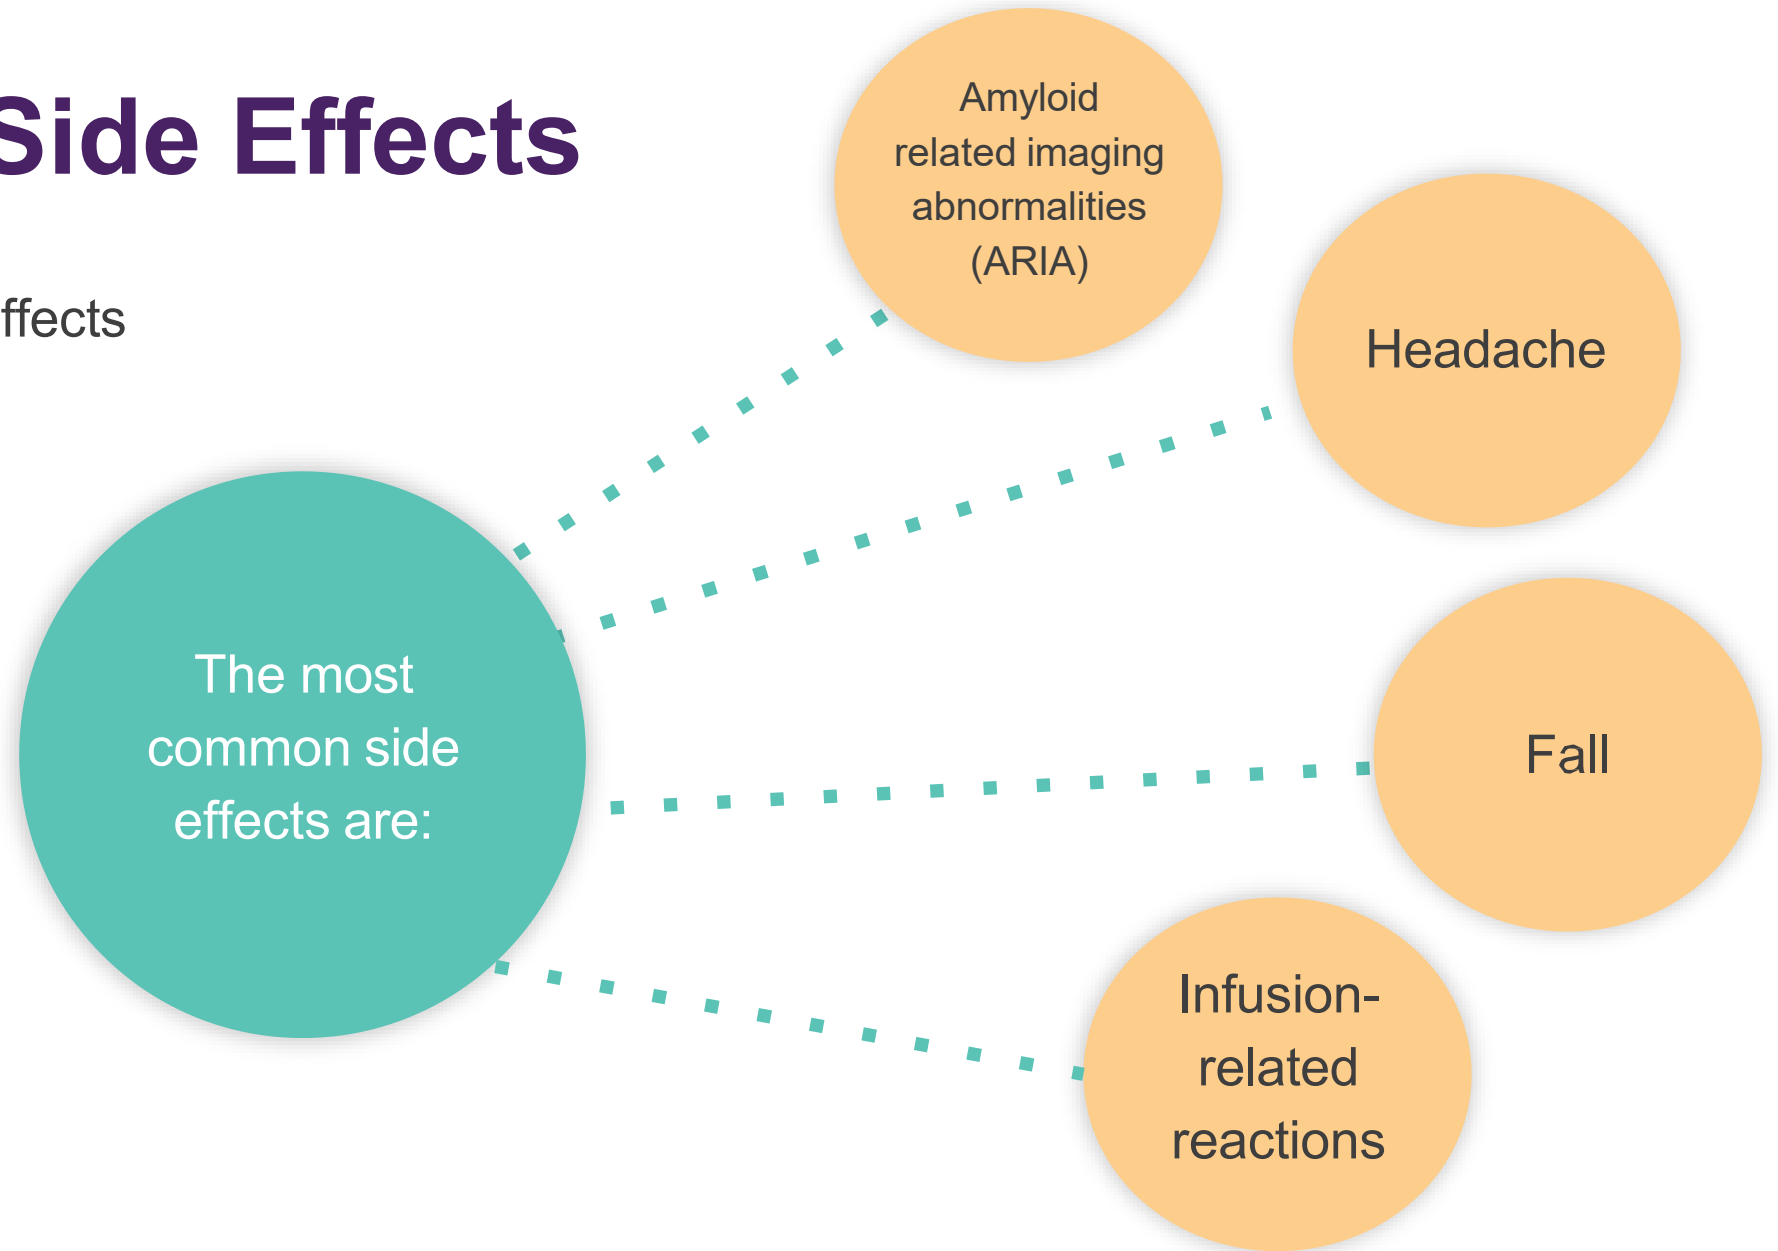 Side Effects
ffects
Amyloid
related imaging
abnormalities
(ARIA)
Headache
The most
common side
effects are:
Fall
Infusion-
related
reactions